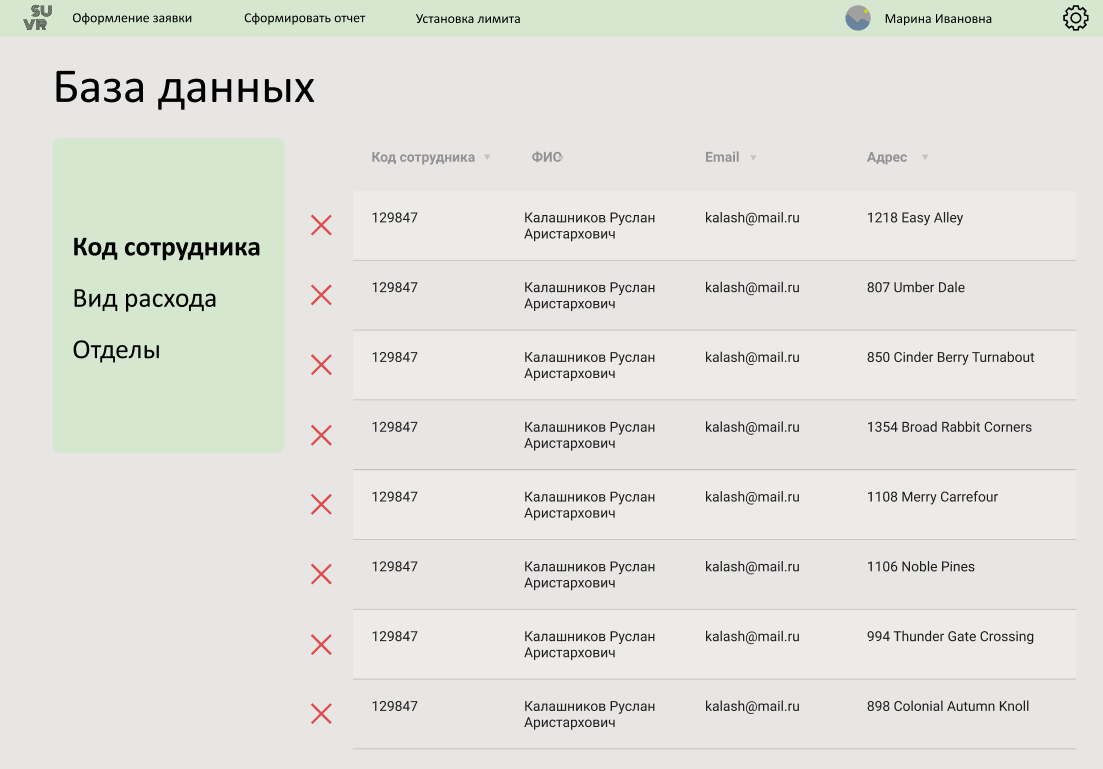 SU
VR
Оформление заявки Сформировать отчет Установка лимита Марина Ивановна
База данных
Код сотрудника
Вид расхода
Отделы
Код сотрудника ФИО Email Адрес
129847 Калашников Руслан kalash@mail.ru 1218 Easy Alley
Аристархович
129847 Калашников Руслан kalash@mail.ru 807 Umber Dale
Аристархович
129847 Калашников Руслан kalash@mail.ru 850 Cinder Berry Turnabout
Аристархович
129847 Калашников Руслан kalash@mail.ru 1354 Broad Rabbit Corners
Аристархович
129847 Калашников Руслан kalash@mail.ru 1108 Merry Carrefour
Аристархович
129847 Калашников Руслан kalash@mail.ru 1106 Noble Pines
Аристархович
129847 Калашников Руслан kalash@mail.ru 994 Thunder Gate Crossing
Аристархович
129847 Калашников Руслан kalash@mail.ru 898 Colonial Autumn Knoll
Аристархович